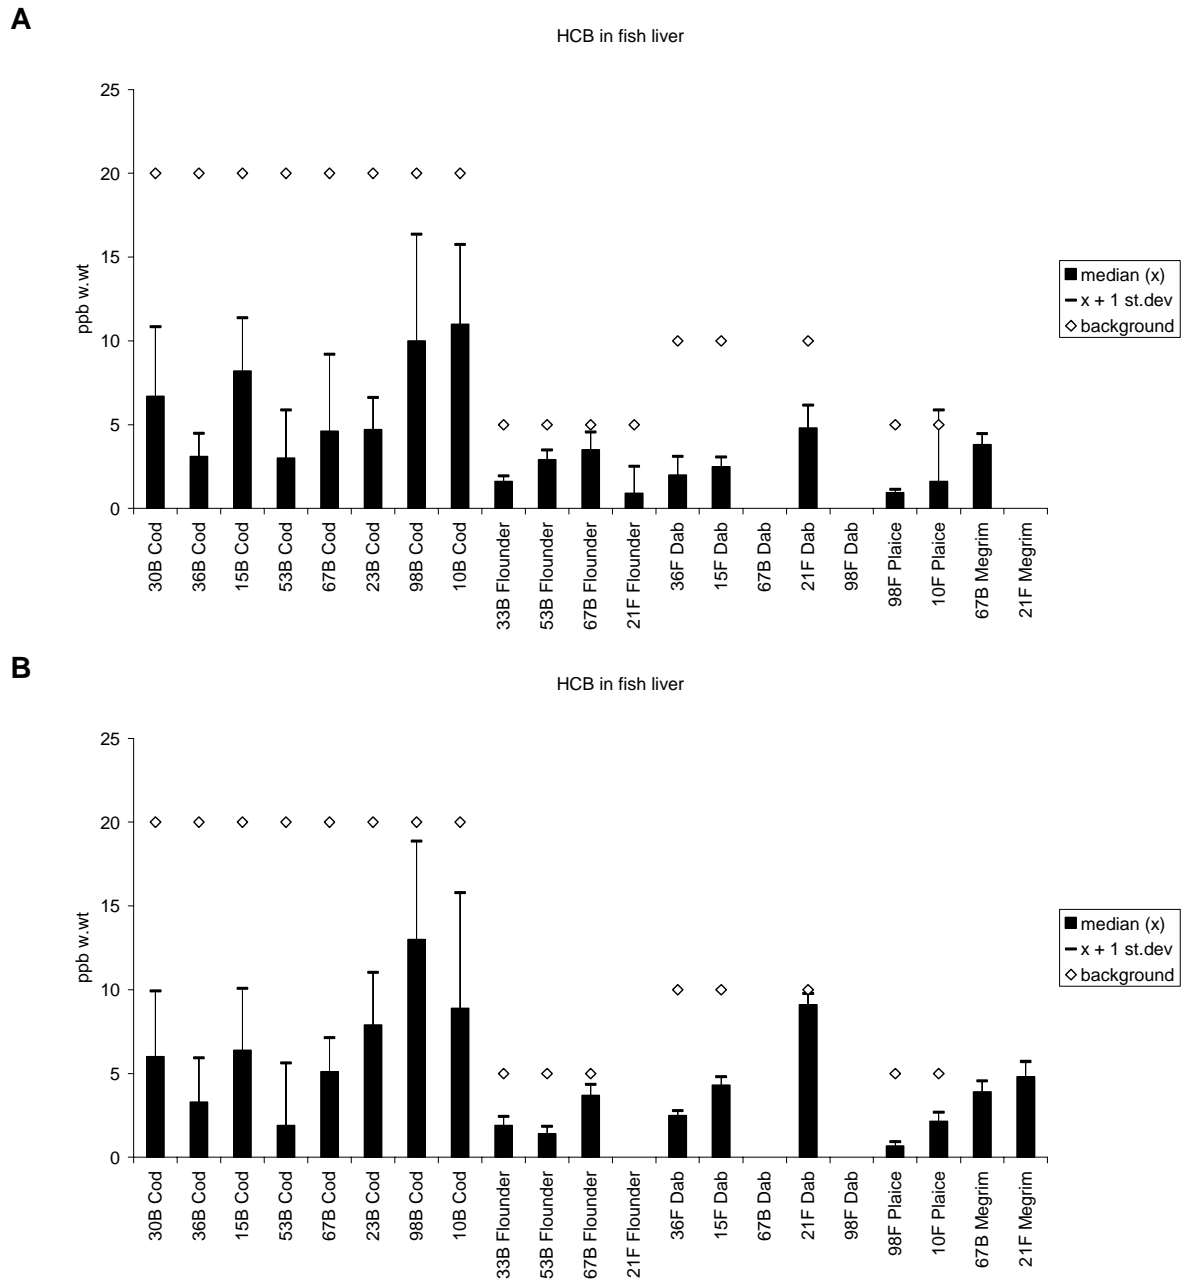 A
HCB in fish liver
25
20
15
10
5
0
ppb w.wt
30B Cod
36B Cod
15B Cod
53B Cod
67B Cod
23B Cod
98B Cod
10B Cod
33B Flounder
53B Flounder
67B Flounder
21F Flounder
36F Dab
15F Dab
67B Dab
21F Dab
98F Dab
98F Plaice
10F Plaice
67B Megrim
21F Megrim
median (x)
x + 1 st.dev
background
B
HCB in fish liver
25
20
15
10
5
0
ppb w.wt
30B Cod
36B Cod
15B Cod
53B Cod
67B Cod
23B Cod
98B Cod
10B Cod
33B Flounder
53B Flounder
67B Flounder
21F Flounder
36F Dab
15F Dab
67B Dab
21F Dab
98F Dab
98F Plaice
10F Plaice
67B Megrim
21F Megrim
median (x)
x + 1 st.dev
background